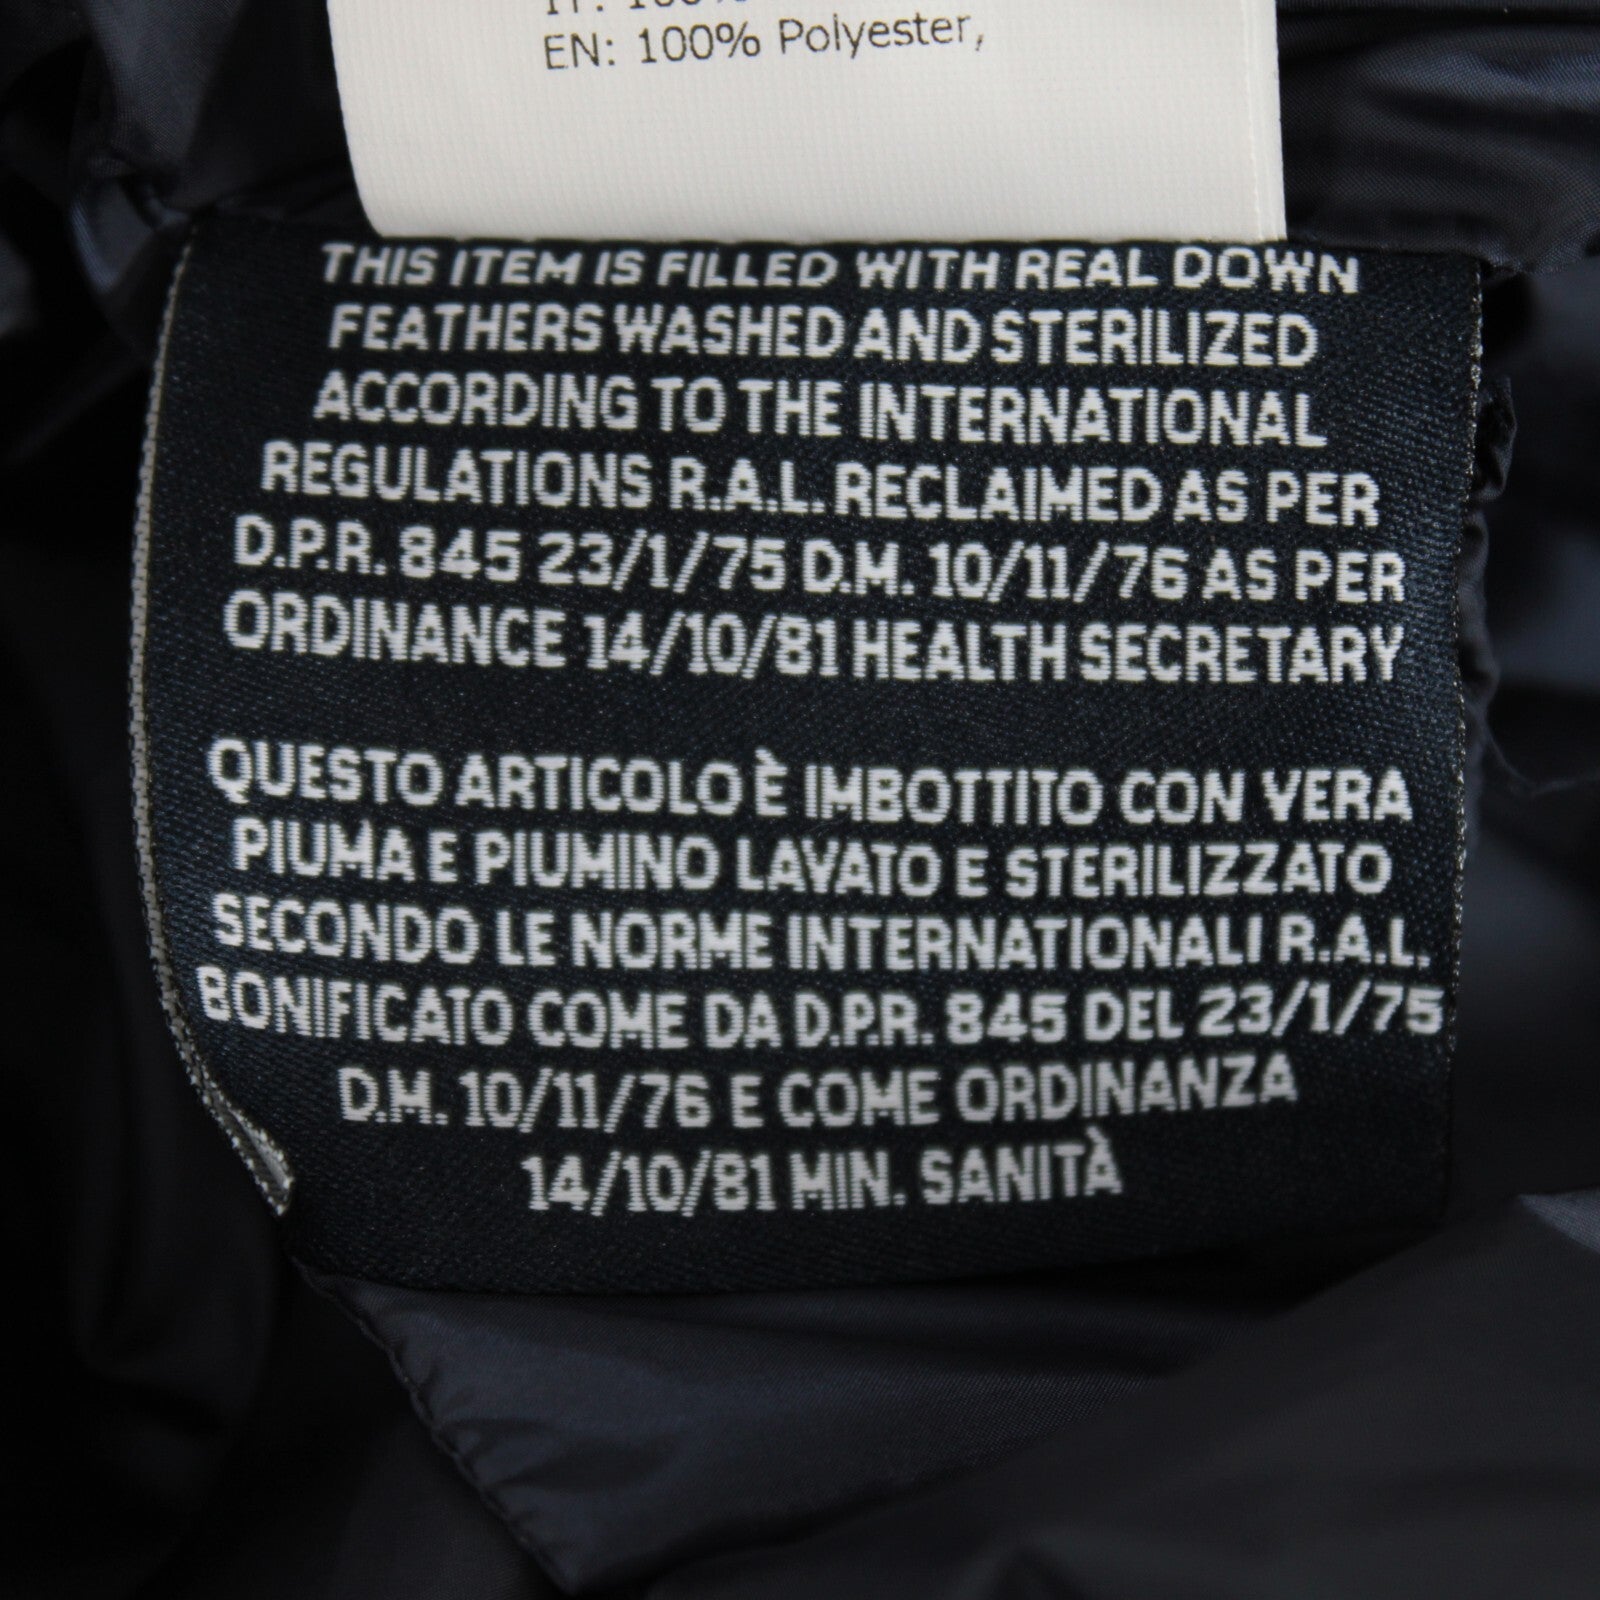 IT: 100%
EN: 100% Polyester,
THIS ITEM IS FILLED WITH REAL DOWN
FEATHERS WASHED AND STERILIZED
ACCORDING TO THE INTERNATIONAL
REGULATIONS R.A.L. RECLAIMED AS PER
D.P.R. 845 23/1/75 D.M. 10/11/76 AS PER
ORDINANCE 14/10/81 HEALTH SECRETARY
QUESTO ARTICOLO È IMBOTTITO CON VERA
PIUMA E PIUMINO LAVATO E STERILIZZATO
SECONDO LE NORME INTERNATIONALI R.A.L.
BONIFICATO COME DA D.P.R. 845 DEL 23/1/75
D.M. 10/11/76 E COME ORDINANZA
14/10/81 MIN. SANITÀ